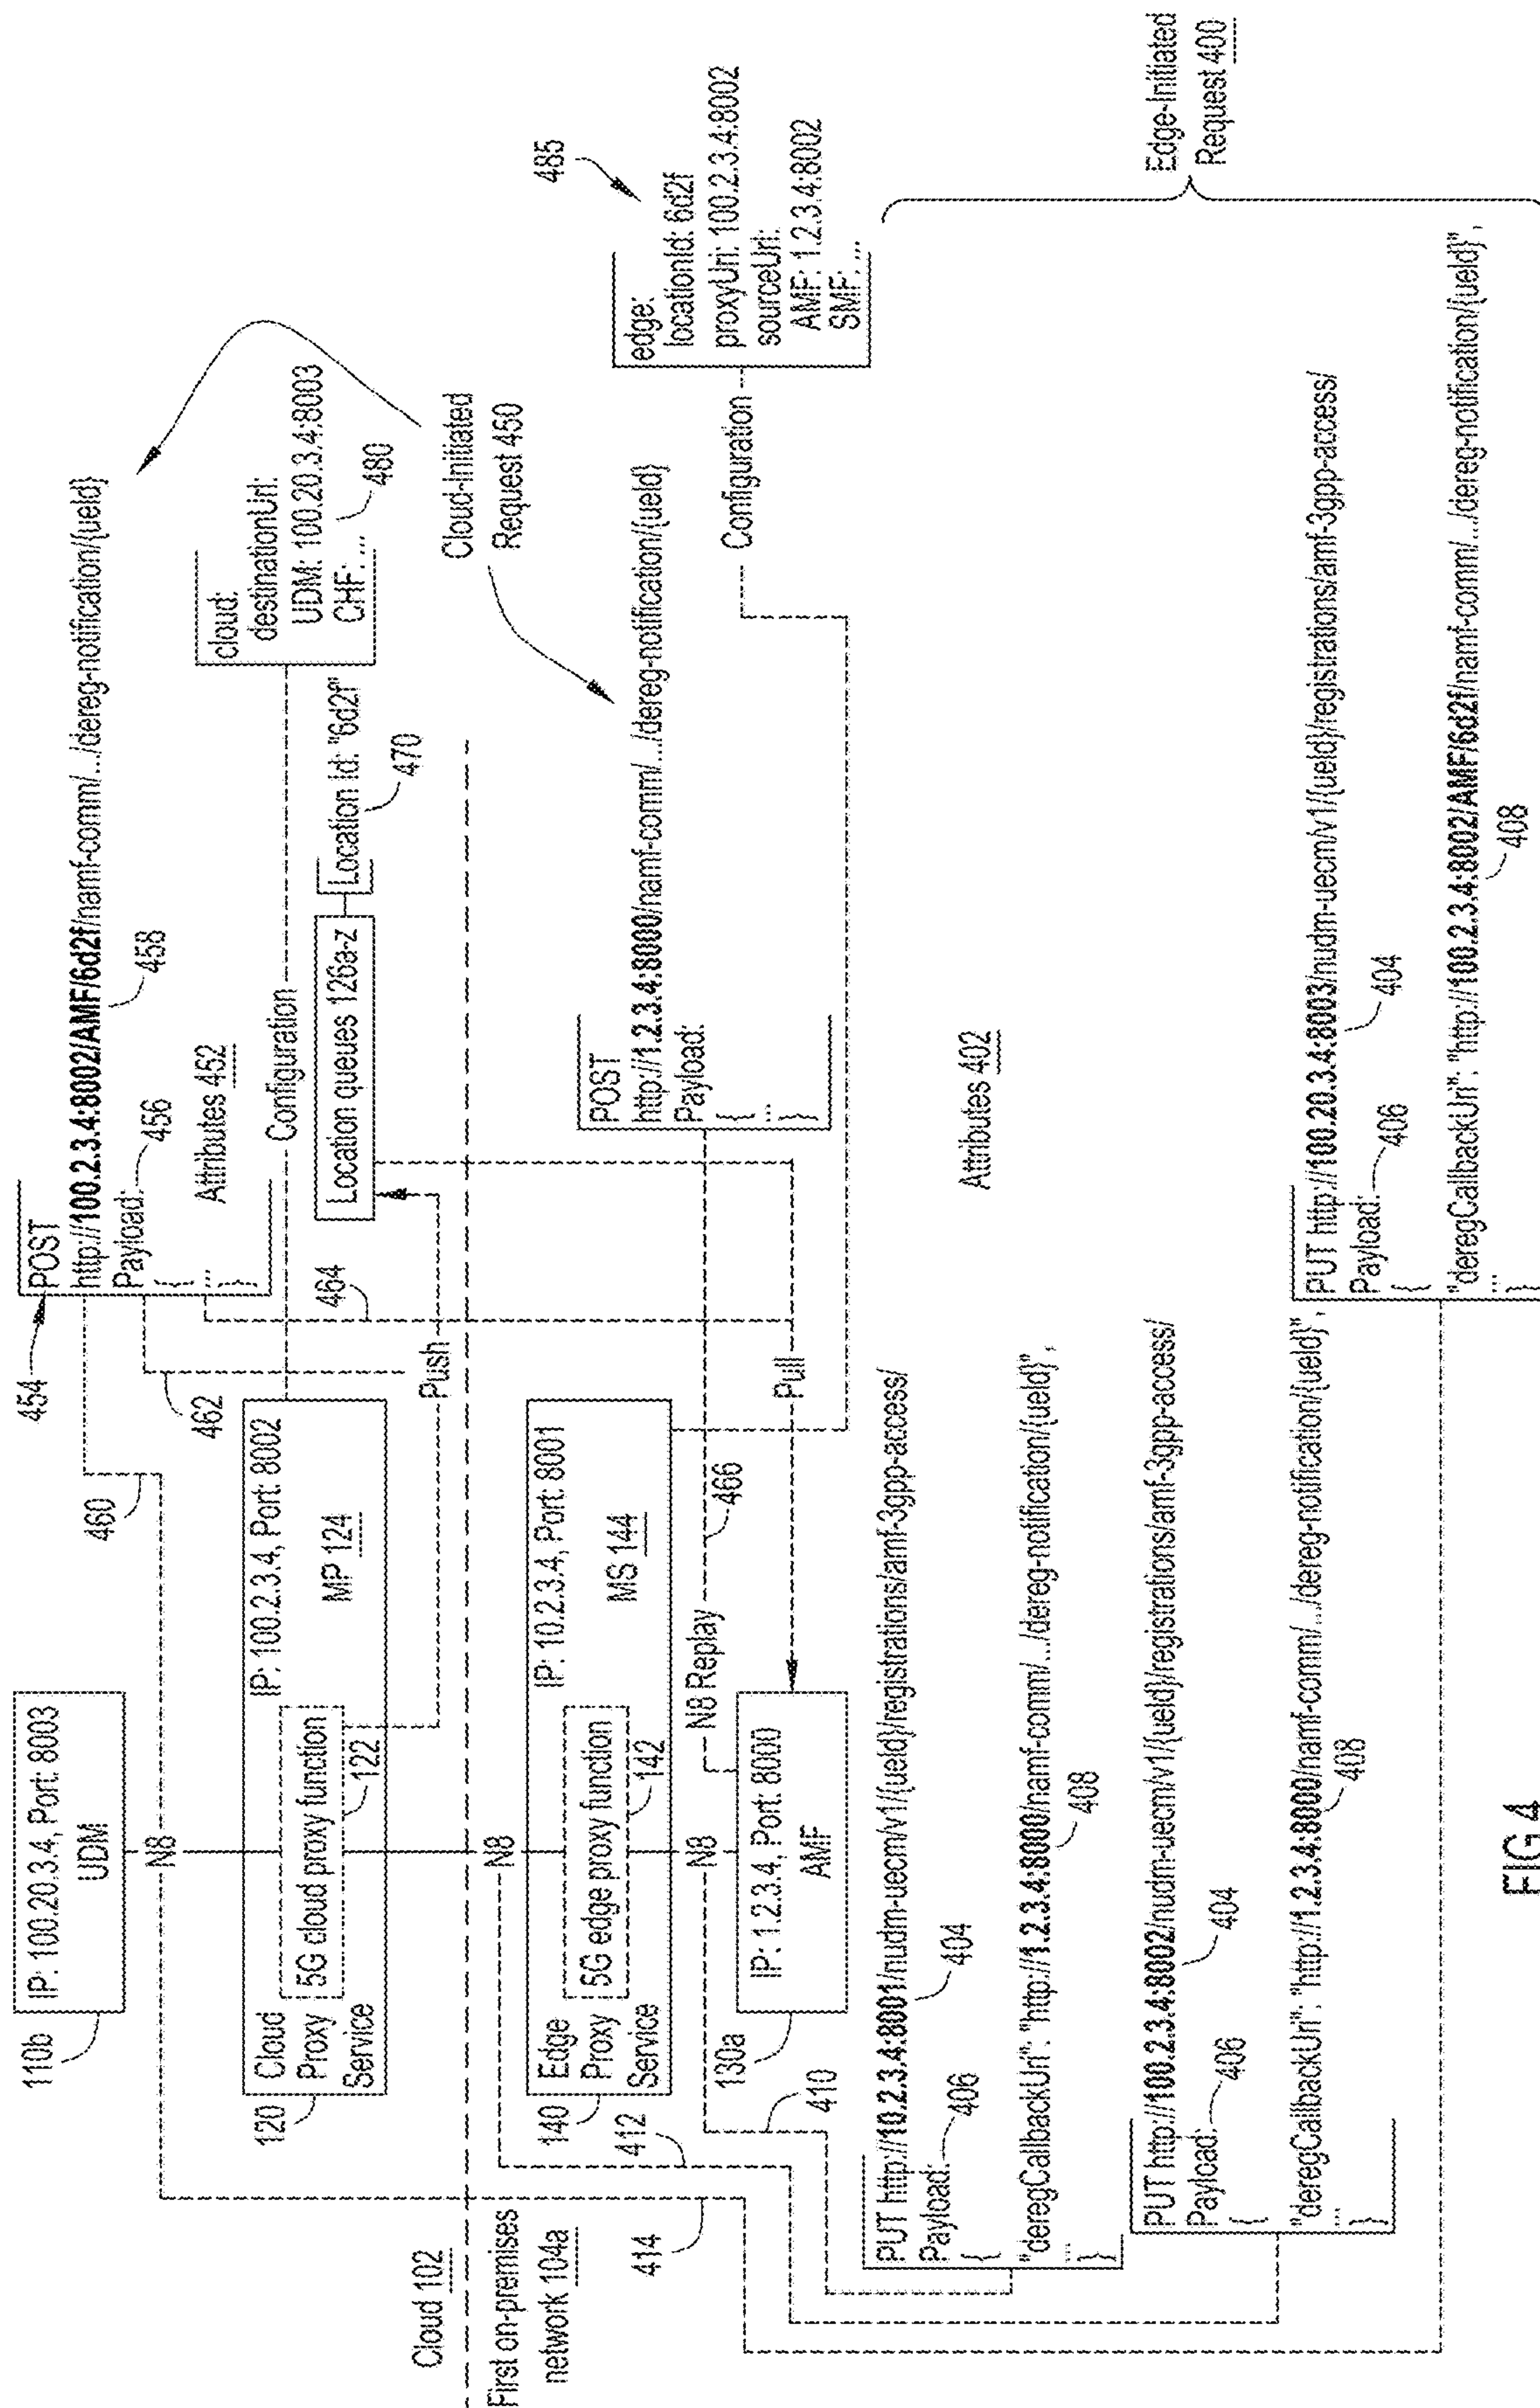 IP: 100.20.3.4, Port: 8003
UDM
110b
N8
460
454
POST
http://100.2.3.4:8002/AMF/6d2f/namf-comm/.../dereg-notification/{ueId}
458
Payload:
456
{
...
}
Attributes 452
462
464
120
Cloud
Proxy
Service
IP: 100.2.3.4, Port: 8002
5G cloud proxy function
122
MP 124
Configuration
cloud:
destinationUri:
UDM: 100.20.3.4:8003
CHF: ...
480
Push
Location queues 126a-z
Location Id: "6d2f"
470
Cloud-Initiated
Request 450
Cloud 102
First on-premises
network 104a
N8
140
Edge
Proxy
Service
IP: 10.2.3.4, Port: 8001
5G edge proxy function
142
MS 144
412
414
N8
N8 Replay
466
POST
http://1.2.3.4:8000/namf-comm/.../dereg-notification/{ueId}
Payload:
{
...
}
Configuration
485
edge:
locationId: 6d2f
proxyUri: 100.2.3.4:8002
sourceUri:
AMF: 1.2.3.4:8002
SMF: ...
130a
IP: 1.2.3.4, Port: 8000
AMF
Pull
410
PUT http://10.2.3.4:8001/nudm-uecm/v1/{ueId}/registrations/amf-3gpp-access/
404
Payload:
406
{
"deregCallbackUri": "http://1.2.3.4:8000/namf-comm/.../dereg-notification/{ueId}",
408
...
}
Attributes 402
PUT http://100.2.3.4:8002/nudm-uecm/v1/{ueId}/registrations/amf-3gpp-access/
404
Payload:
406
{
"deregCallbackUri": "http://1.2.3.4:8000/namf-comm/.../dereg-notification/{ueId}",
408
...
}
Edge-Initiated
Request 400
PUT http://100.20.3.4:8003/nudm-uecm/v1/{ueId}/registrations/amf-3gpp-access/
404
Payload:
406
{
"deregCallbackUri": "http://100.2.3.4:8002/AMF/6d2f/namf-comm/.../dereg-notification/{ueId}",
408
...
}
FIG.4